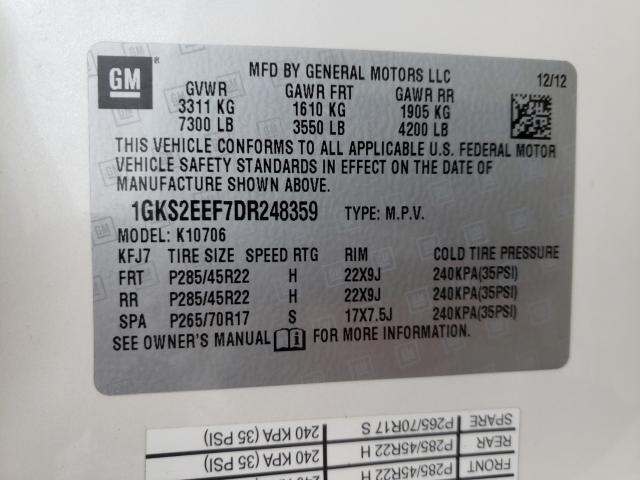 GM
MFD BY GENERAL MOTORS LLC 12/12
GVWR GAWR FRT GAWR RR
3311 KG 1610 KG 1905 KG
7300 LB 3550 LB 4200 LB
THIS VEHICLE CONFORMS TO ALL APPLICABLE U.S. FEDERAL MOTOR
VEHICLE SAFETY STANDARDS IN EFFECT ON THE DATE OF
MANUFACTURE SHOWN ABOVE.
1GKS2EEF7DR248359 TYPE: M.P.V.
MODEL: K10706
KFJ7 TIRE SIZE SPEED RTG RIM COLD TIRE PRESSURE
FRT P285/45R22 H 22X9J 240KPA(35PSI)
RR P285/45R22 H 22X9J 240KPA(35PSI)
SPA P265/70R17 S 17X7.5J 240KPA(35PSI)
SEE OWNER'S MANUAL FOR MORE INFORMATION.
SPARE P265/70R17 S 240 KPA (35 PSI)
REAR P285/45R22 H 240 KPA (35 PSI)
FRONT P285/45R22 H